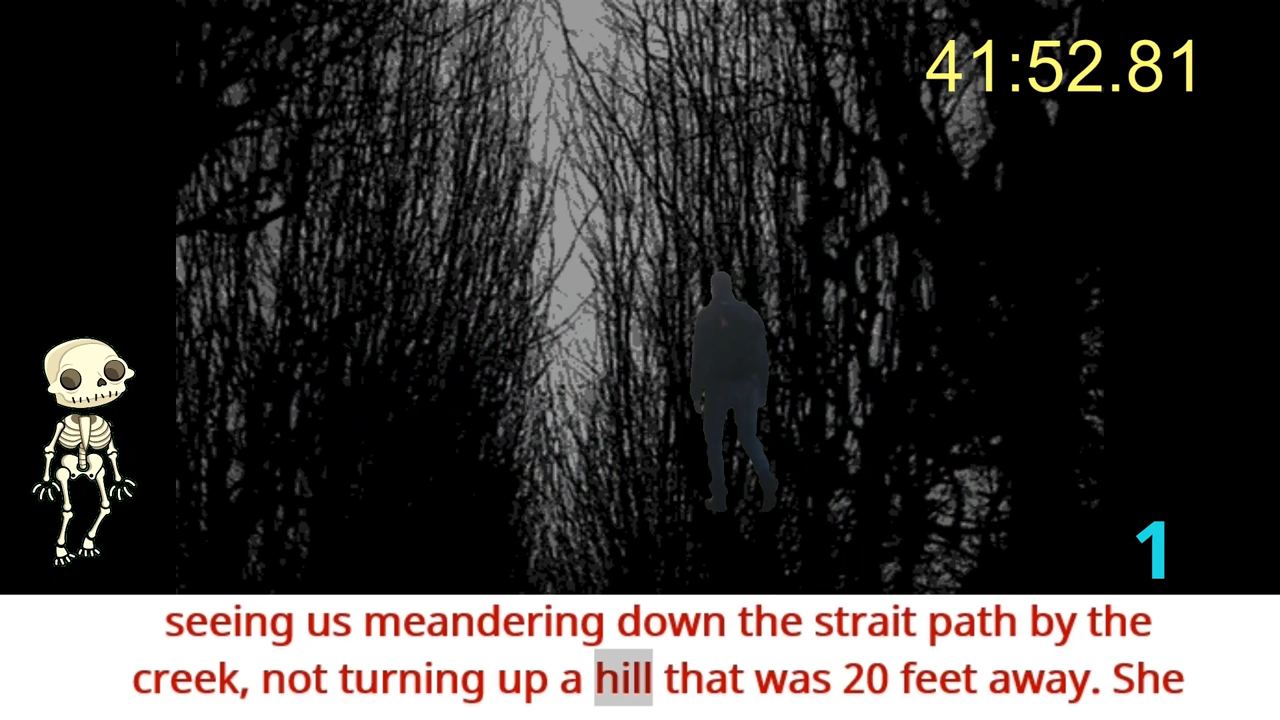 41:52.81
1
seeing us meandering down the strait path by the
creek, not turning up a hill that was 20 feet away. She